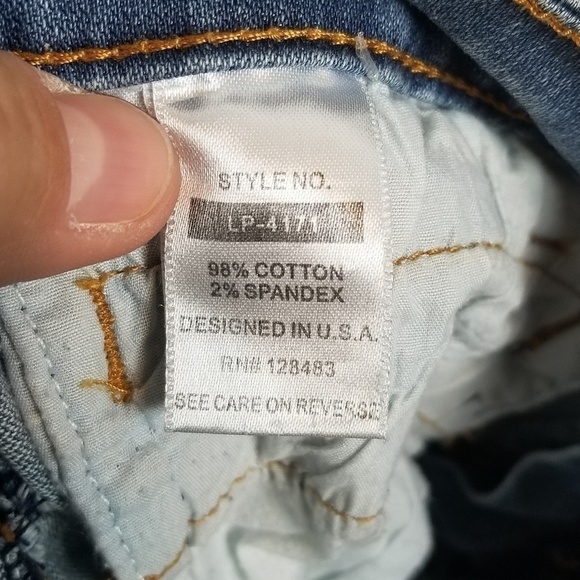 STYLE NO.
LP-4171
98% COTTON
2% SPANDEX
DESIGNED IN U.S.A.
RN# 128483
SEE CARE ON REVERSE